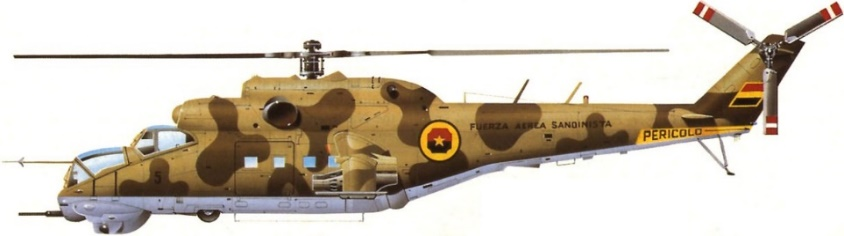 5
FUERZA AEREA SANDINISTA
PERICOLO